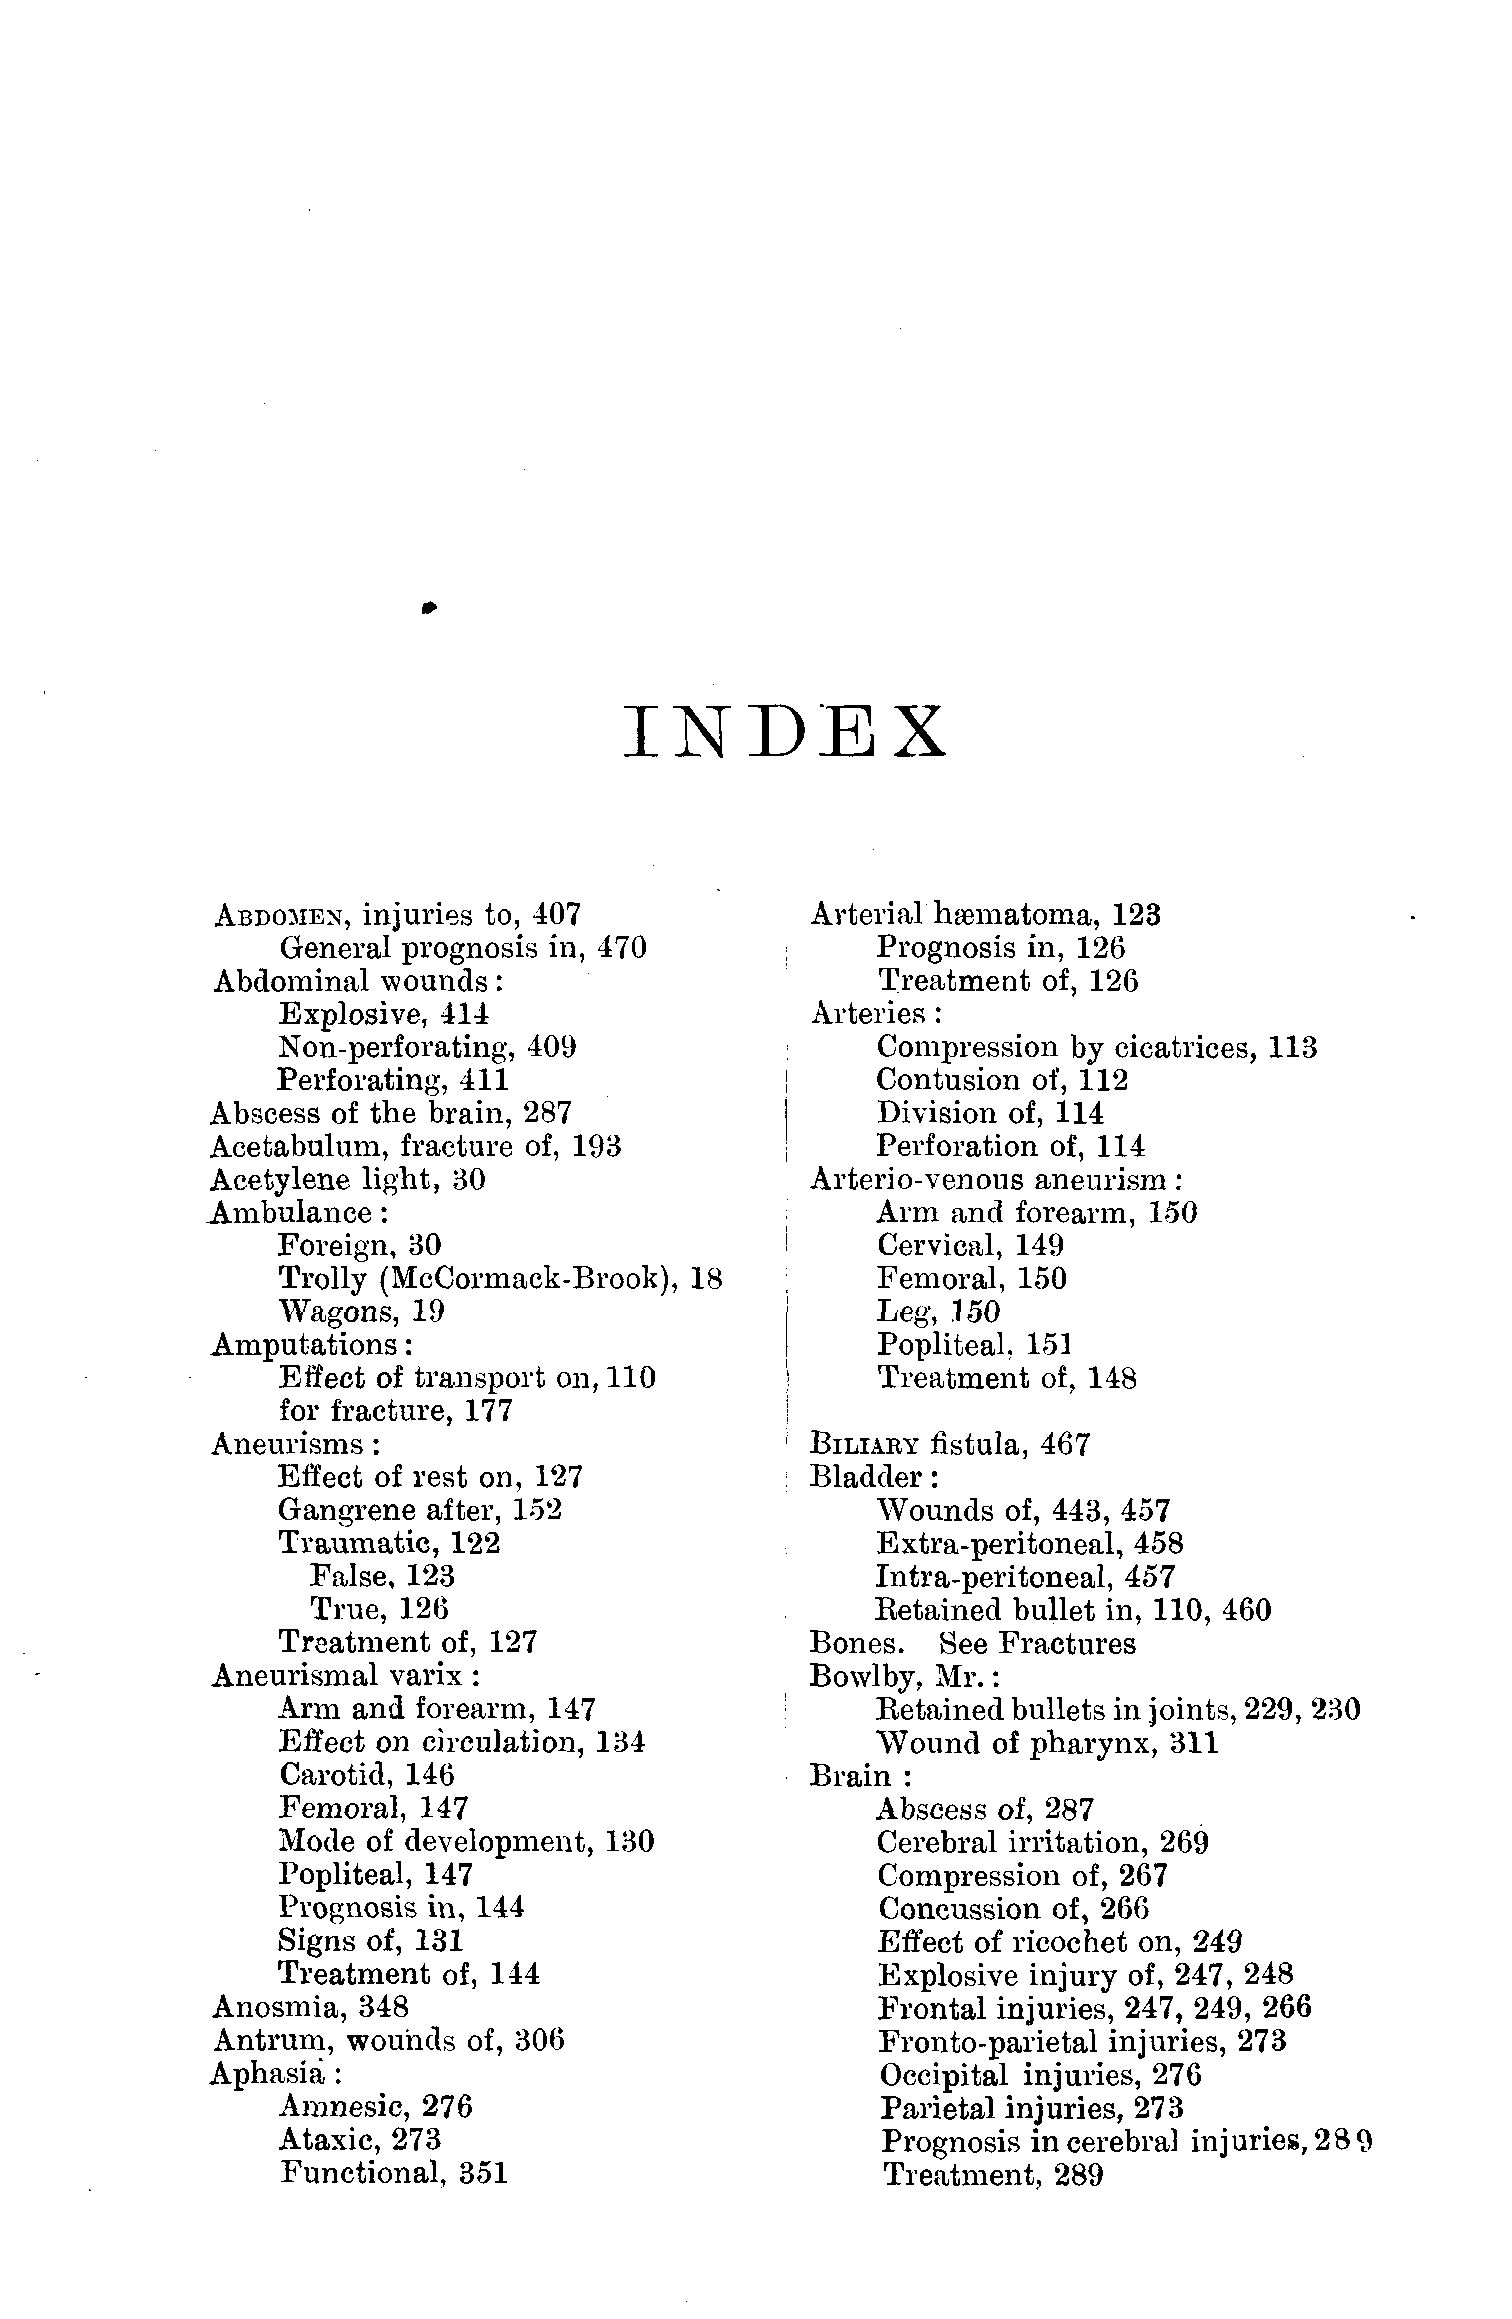 INDEX
ABDOMEN, injuries to, 407
General prognosis in, 470
Abdominal wounds :
Explosive, 414
Non-perforating, 409
Perforating, 411
Abscess of the brain, 287
Acetabulum, fracture of, 193
Acetylene light, 30
Ambulance :
Foreign, 30
Trolly (McCormack-Brook), 18
Wagons, 19
Amputations :
Effect of transport on, 110
for fracture, 177
Aneurisms :
Effect of rest on, 127
Gangrene after, 152
Traumatic, 122
False, 123
True, 126
Treatment of, 127
Aneurismal varix :
Arm and forearm, 147
Effect on circulation, 134
Carotid, 146
Femoral, 147
Mode of development, 130
Popliteal, 147
Prognosis in, 144
Signs of, 131
Treatment of, 144
Anosmia, 348
Antrum, wounds of, 306
Aphasia :
Amnesic, 276
Ataxic, 273
Functional, 351
Arterial hæmatoma, 123
Prognosis in, 126
Treatment of, 126
Arteries :
Compression by cicatrices, 113
Contusion of, 112
Division of, 114
Perforation of, 114
Arterio-venous aneurism :
Arm and forearm, 150
Cervical, 149
Femoral, 150
Leg, 150
Popliteal, 151
Treatment of, 148
BILIARY fistula, 467
Bladder :
Wounds of, 443, 457
Extra-peritoneal, 458
Intra-peritoneal, 457
Retained bullet in, 110, 460
Bones. See Fractures
Bowlby, Mr. :
Retained bullets in joints, 229, 230
Wound of pharynx, 311
Brain :
Abscess of, 287
Cerebral irritation, 269
Compression of, 267
Concussion of, 266
Effect of ricochet on, 249
Explosive injury of, 247, 248
Frontal injuries, 247, 249, 266
Fronto-parietal injuries, 273
Occipital injuries, 276
Parietal injuries, 273
Prognosis in cerebral injuries, 289
Treatment, 289